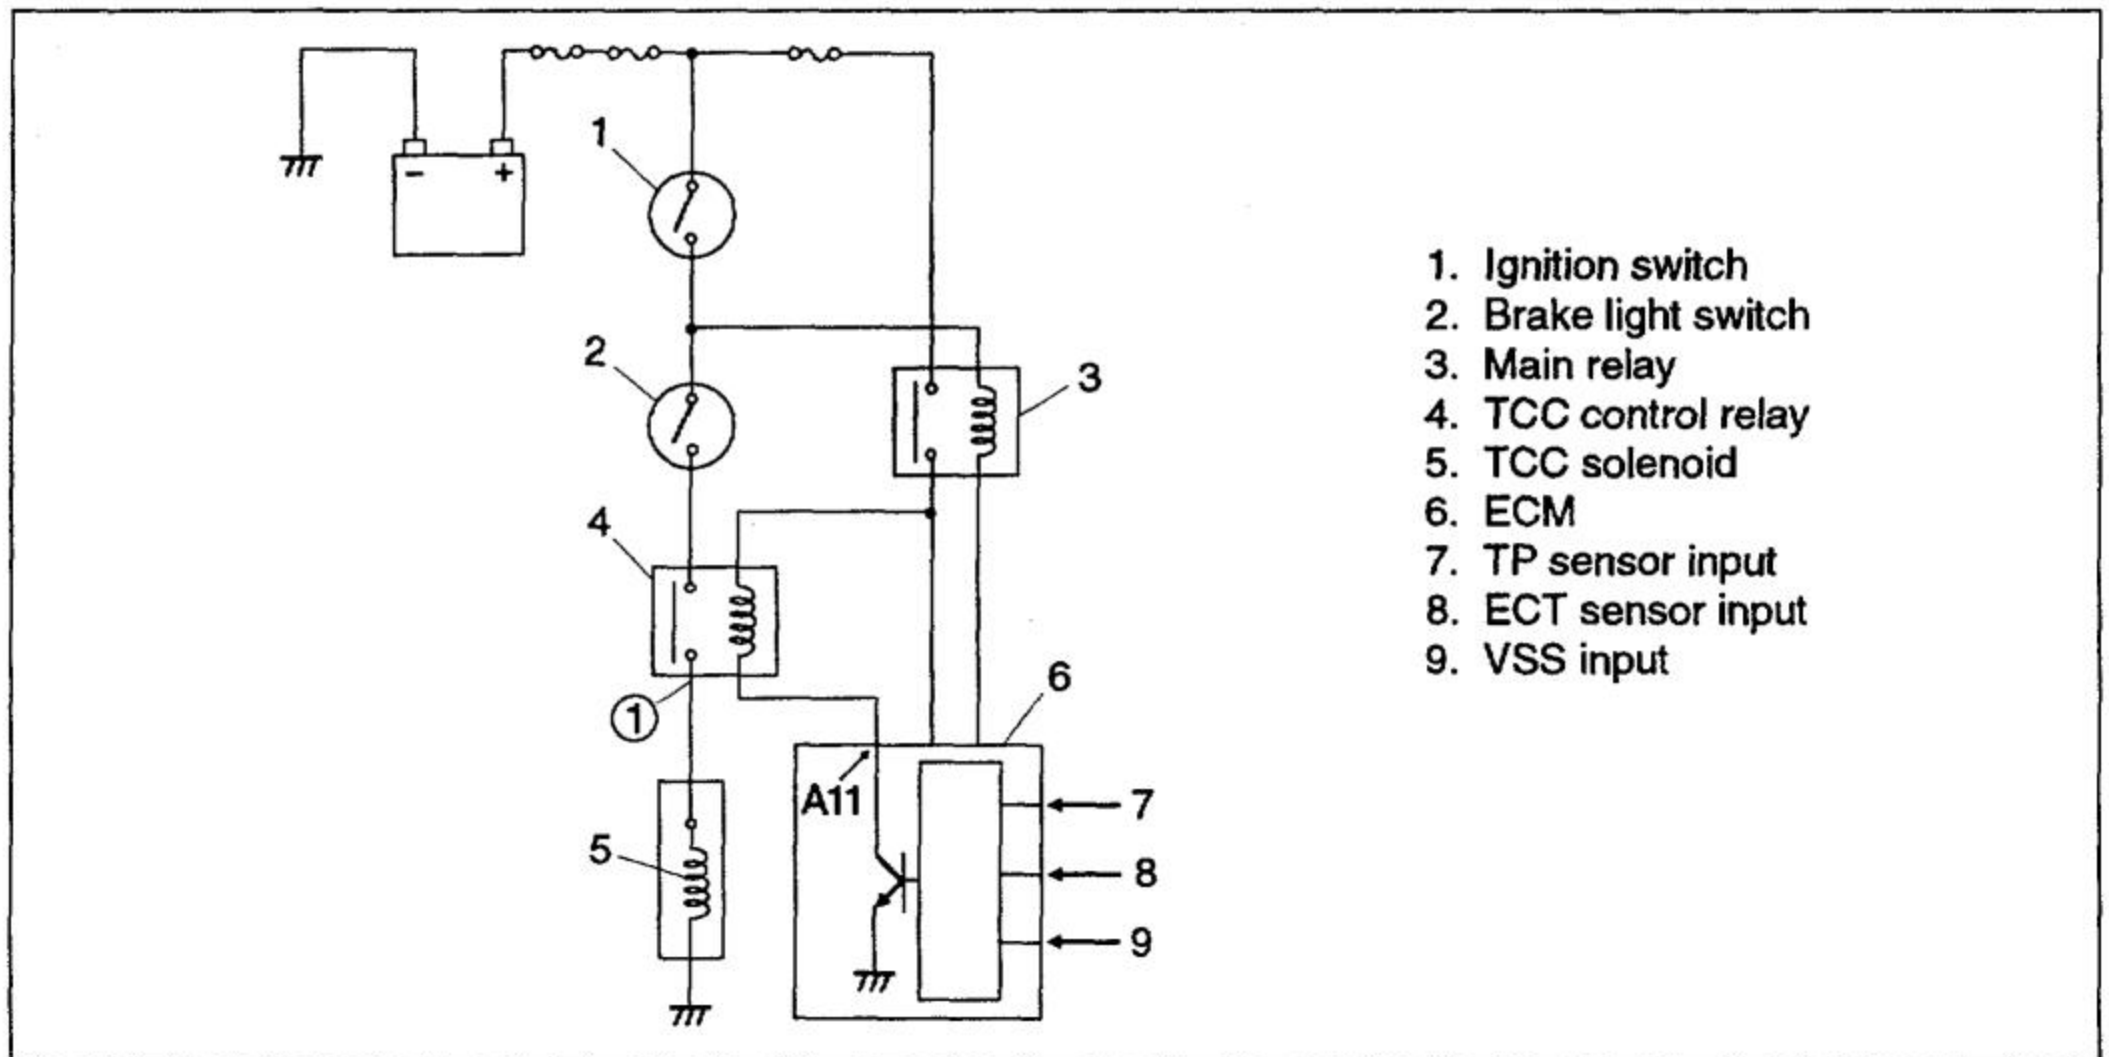 1
2
3
4
①
A11
5
6
7
8
9
− +
1. Ignition switch
2. Brake light switch
3. Main relay
4. TCC control relay
5. TCC solenoid
6. ECM
7. TP sensor input
8. ECT sensor input
9. VSS input